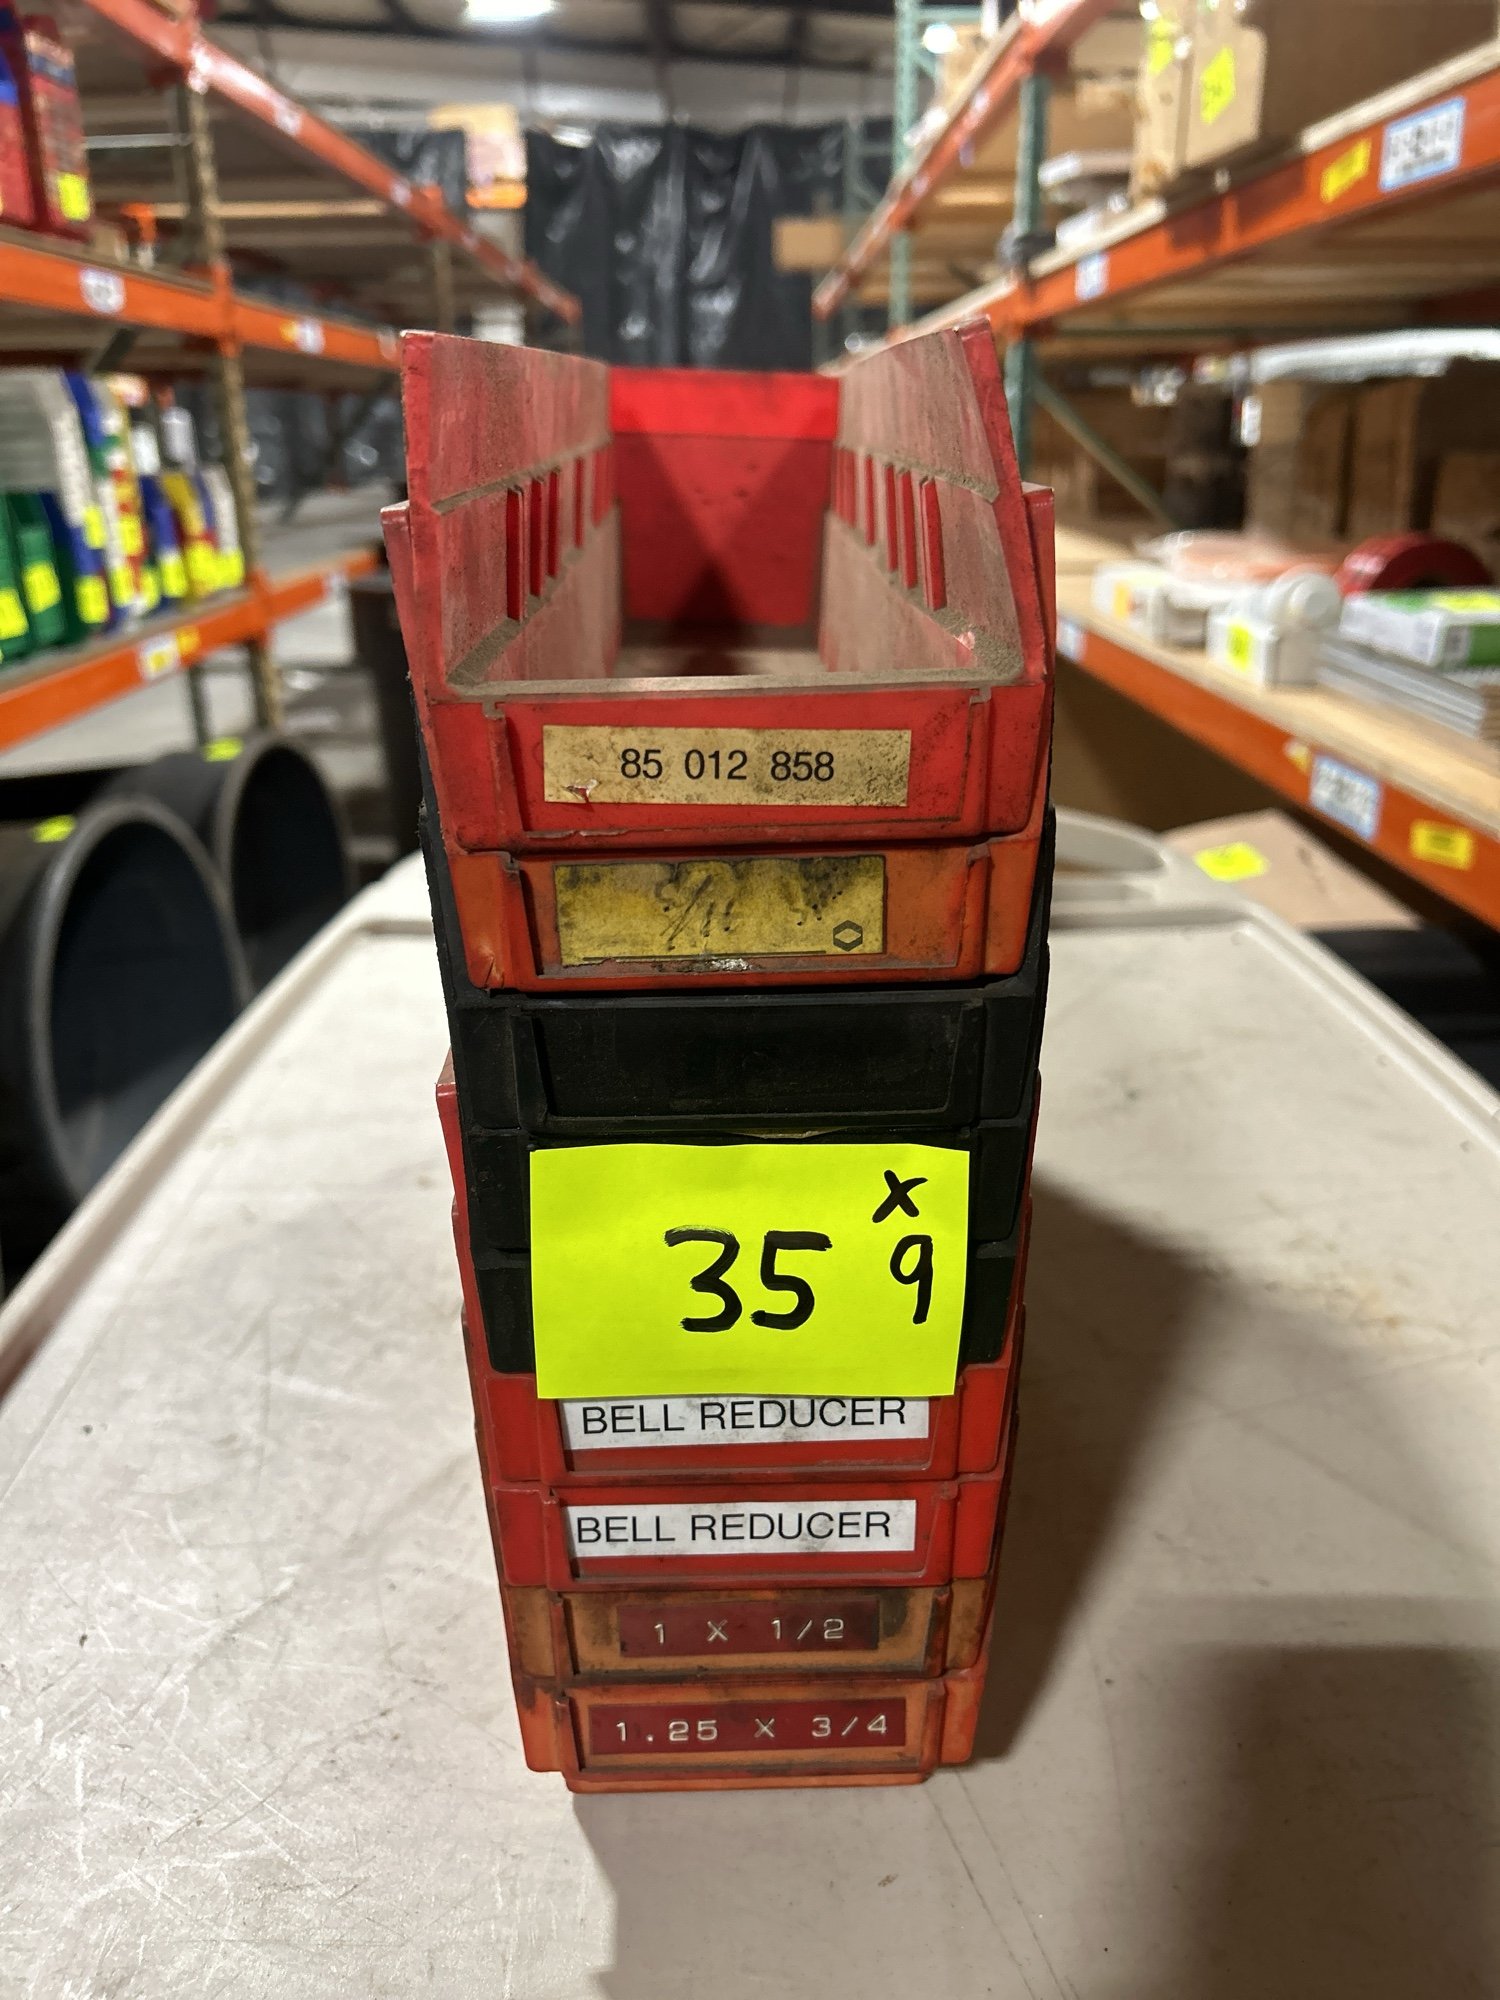 85 012 858
x
35 9
BELL REDUCER
BELL REDUCER
1 X 1/2
1.25 X 3/4